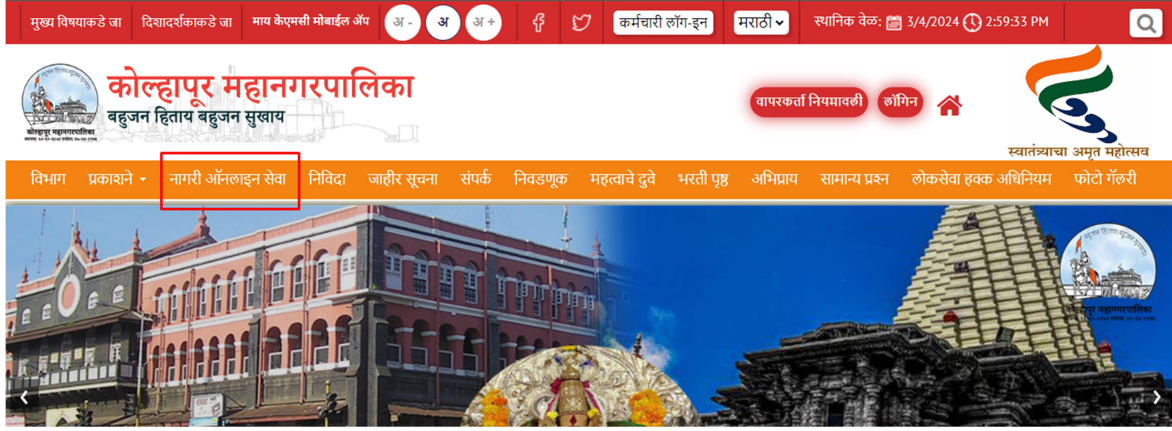 मुख्य विषयाकडे जा दिशादर्शकाकडे जा माय केएमसी मोबाईल ॲप अ - अ अ + कर्मचारी लॉग-इन मराठी स्थानिक वेळ: 3/4/2024 2:59:33 PM
कोल्हापूर महानगरपालिका
बहुजन हिताय बहुजन सुखाय
कोल्हापूर महानगरपालिका
वापरकर्ता नियमावली लॉगिन
स्वातंत्र्याचा अमृत महोत्सव
विभाग प्रकाशने नागरी ऑनलाइन सेवा निविदा जाहीर सूचना संपर्क निवडणूक महत्वाचे दुवे भरती पृष्ठ अभिप्राय सामान्य प्रश्न लोकसेवा हक्क अधिनियम फोटो गॅलरी
कोल्हापूर महानगरपालिका